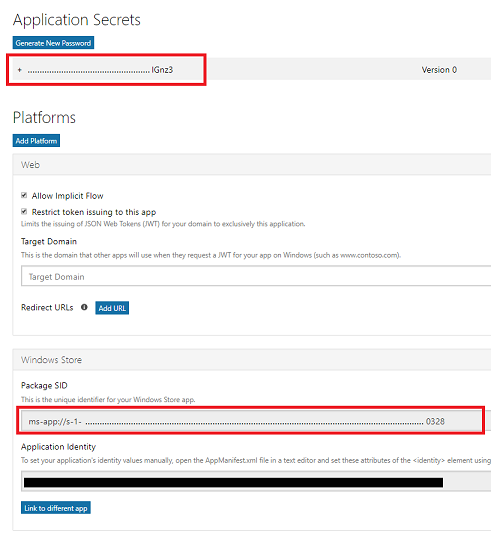 Application Secrets
Generate New Password
+ ..................................................... lGnz3 Version 0
Platforms
Add Platform
Web
Allow Implicit Flow
Restrict token issuing to this app
Limits the issuing of JSON Web Tokens (JWT) for your domain to exclusively this application.
Target Domain
This is the domain that other apps will use when they request a JWT for your app on Windows (such as www.contoso.com).
Target Domain
Redirect URLs Add URL
Windows Store
Package SID
This is the unique identifier for your Windows Store app.
ms-app://s-1- ........................................................................................................................ 0328
Application Identity
To set your application's identity values manually, open the AppManifest.xml file in a text editor and set these attributes of the <identity> element using
Link to different app